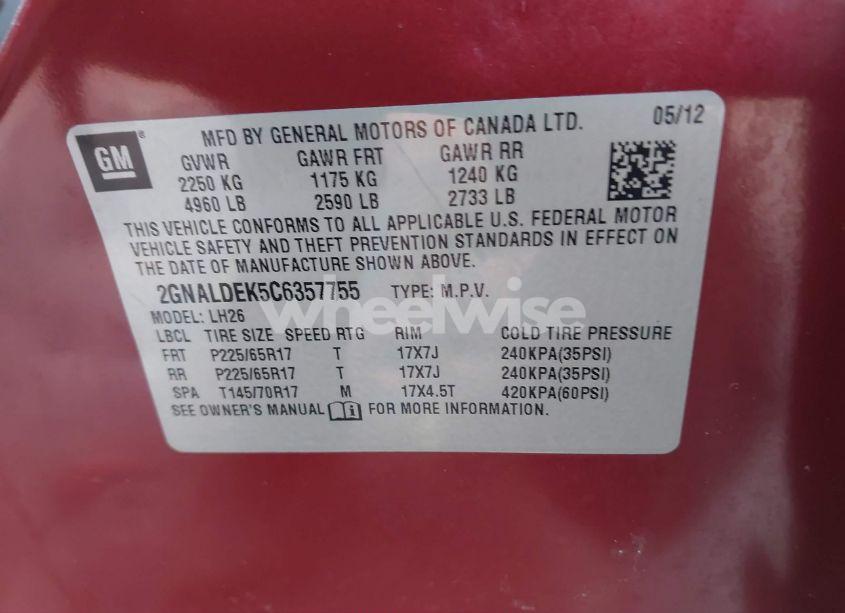 GM®
MFD BY GENERAL MOTORS OF CANADA LTD. 05/12
GVWR GAWR FRT GAWR RR
2250 KG 1175 KG 1240 KG
4960 LB 2590 LB 2733 LB
THIS VEHICLE CONFORMS TO ALL APPLICABLE U.S. FEDERAL MOTOR
VEHICLE SAFETY AND THEFT PREVENTION STANDARDS IN EFFECT ON
THE DATE OF MANUFACTURE SHOWN ABOVE.
2GNALDEK5C6357755 TYPE: M.P.V.
wheelwise
MODEL: LH26
LBCL TIRE SIZE SPEED RTG RIM COLD TIRE PRESSURE
FRT P225/65R17 T 17X7J 240KPA(35PSI)
RR P225/65R17 T 17X7J 240KPA(35PSI)
SPA T145/70R17 M 17X4.5T 420KPA(60PSI)
SEE OWNER'S MANUAL i FOR MORE INFORMATION.